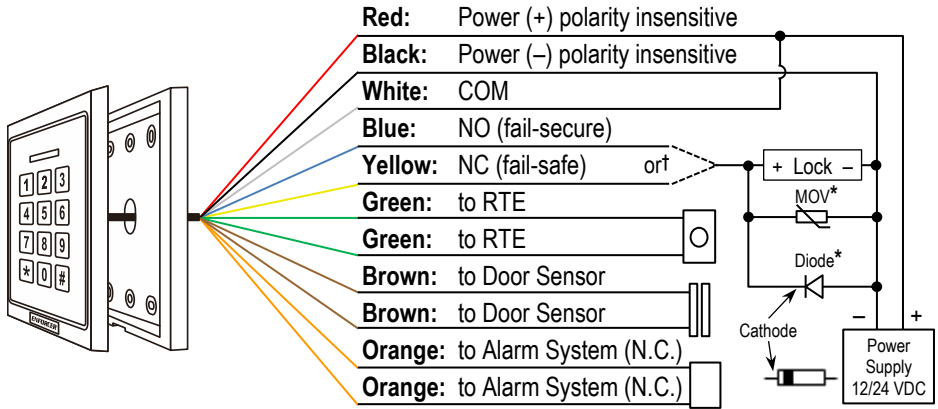 Red: Power (+) polarity insensitive
Black: Power (–) polarity insensitive
White: COM
Blue: NO (fail-secure)
Yellow: NC (fail-safe) or†
Green: to RTE
Green: to RTE
Brown: to Door Sensor
Brown: to Door Sensor
Orange: to Alarm System (N.C.)
Orange: to Alarm System (N.C.)
+ Lock –
MOV*
Diode*
Cathode
– +
Power
Supply
12/24 VDC
1 2 3
4 5 6
7 8 9
* 0 #
ENFORCER